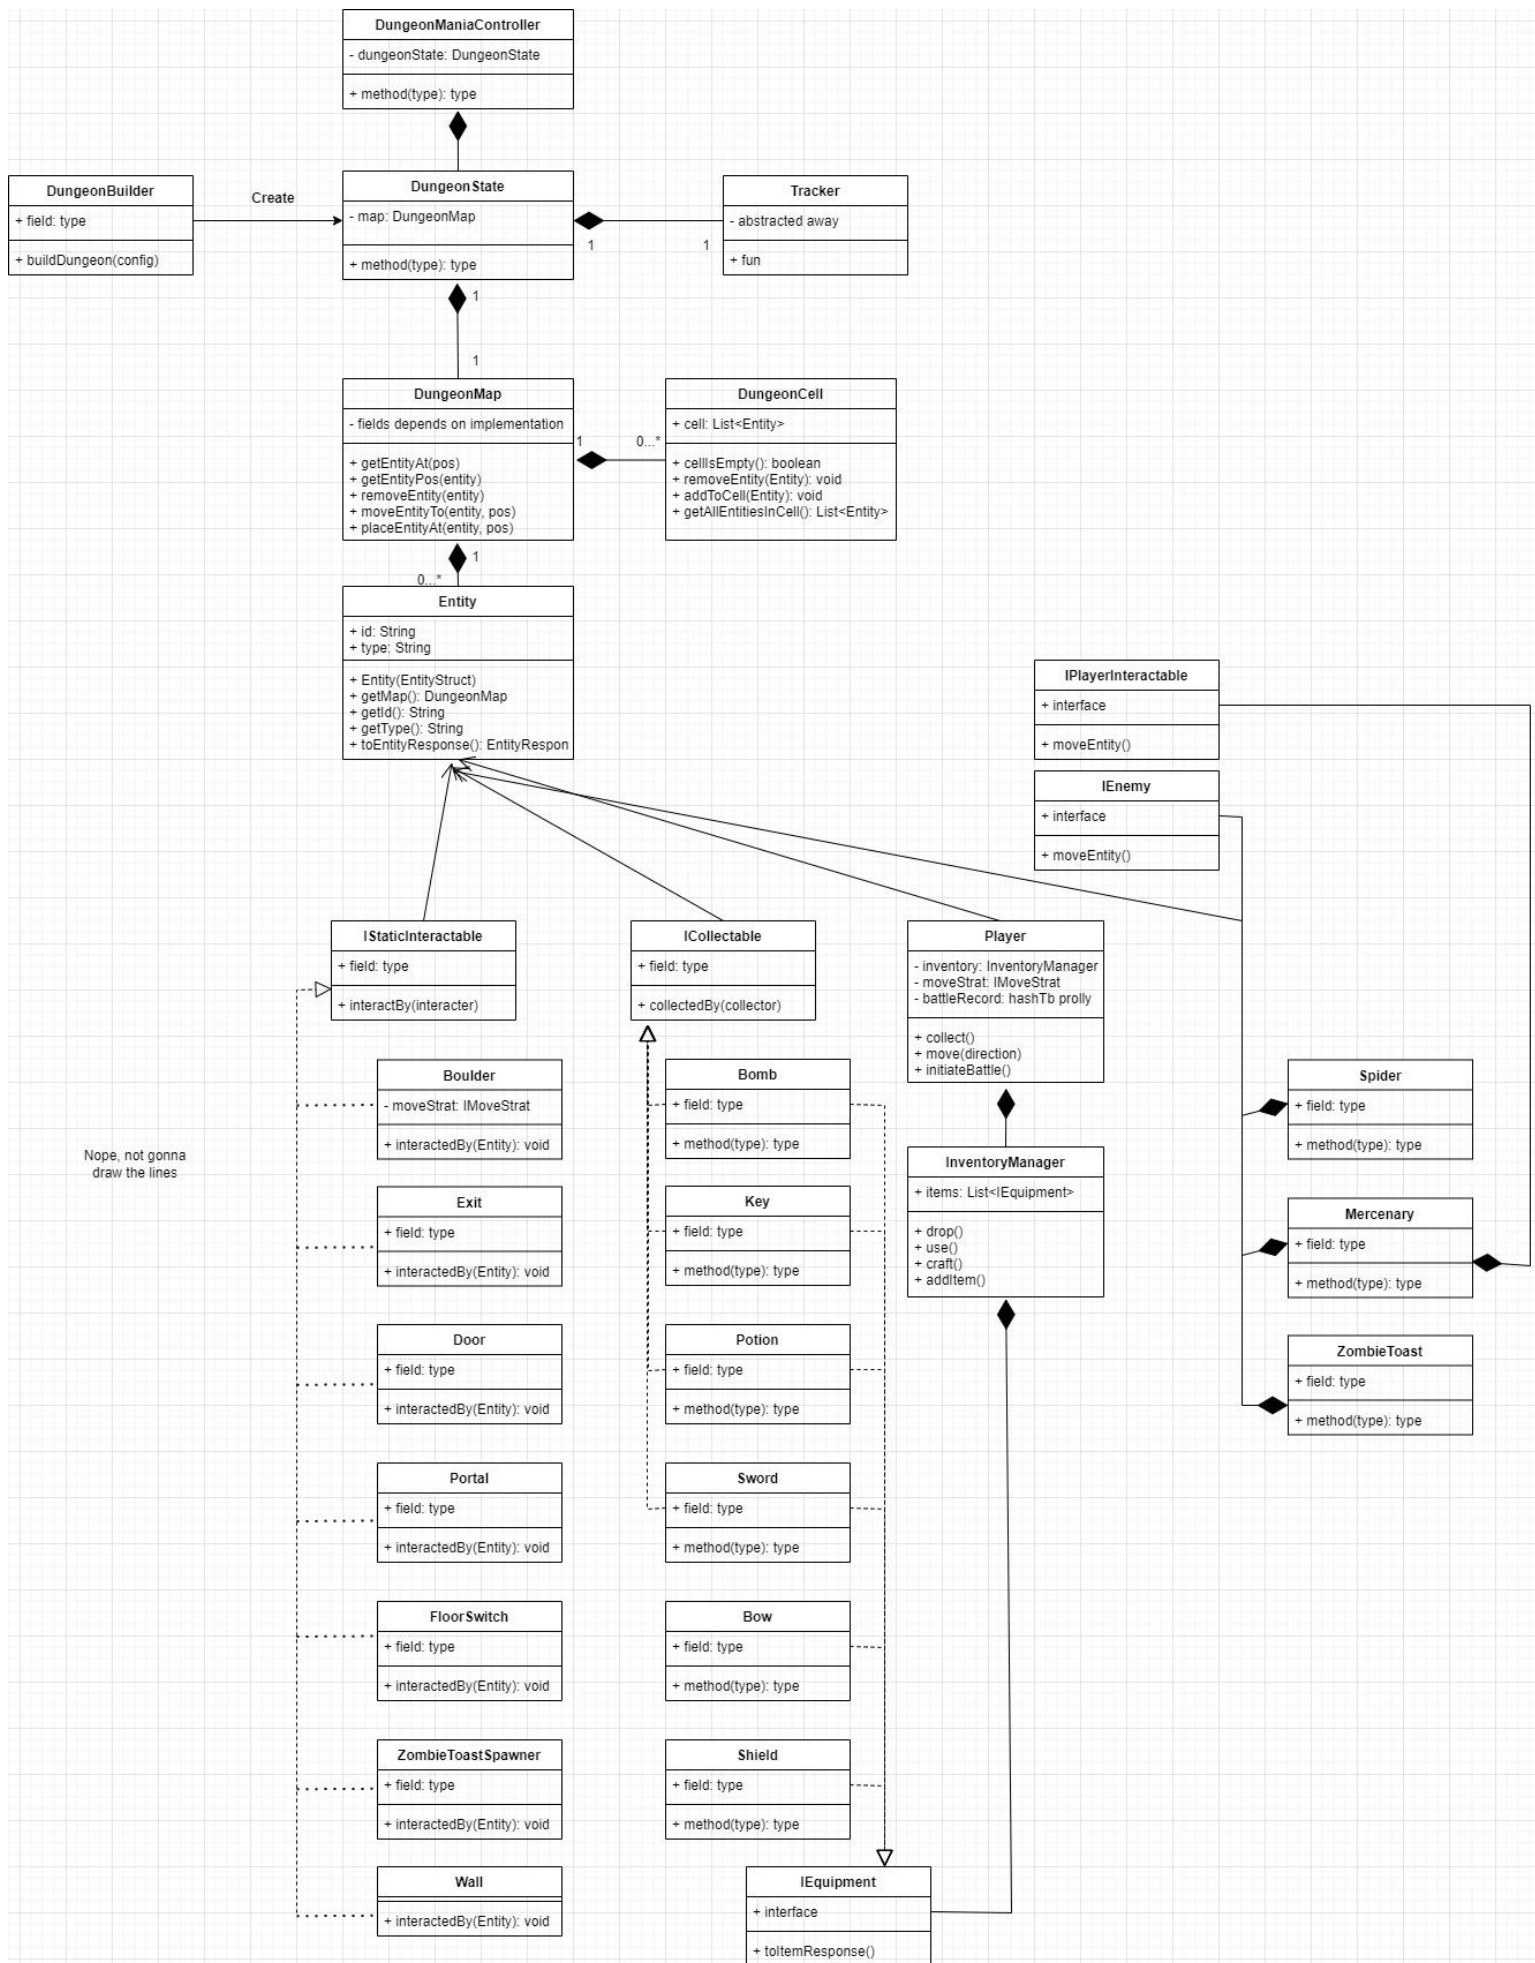 DungeonManiaController
- dungeonState: DungeonState
+ method(type): type
DungeonBuilder
+ field: type
+ buildDungeon(config)
Create
DungeonState
- map: DungeonMap
+ method(type): type
Tracker
- abstracted away
+ fun
1
1
1
1
DungeonMap
- fields depends on implementation
+ getEntityAt(pos)
+ getEntityPos(entity)
+ removeEntity(entity)
+ moveEntityTo(entity, pos)
+ placeEntityAt(entity, pos)
1
0...*
DungeonCell
+ cell: List<Entity>
+ cellIsEmpty(): boolean
+ removeEntity(Entity): void
+ addToCell(Entity): void
+ getAllEntitiesInCell(): List<Entity>
1
0...*
Entity
+ id: String
+ type: String
+ Entity(EntityStruct)
+ getMap(): DungeonMap
+ getId(): String
+ getType(): String
+ toEntityResponse(): EntityRespon
IPlayerInteractable
+ interface
+ moveEntity()
IEnemy
+ interface
+ moveEntity()
IStaticInteractable
+ field: type
+ interactBy(interacter)
ICollectable
+ field: type
+ collectedBy(collector)
Player
- inventory: InventoryManager
- moveStrat: IMoveStrat
- battleRecord: hashTb prolly
+ collect()
+ move(direction)
+ initiateBattle()
Nope, not gonna
draw the lines
Boulder
- moveStrat: IMoveStrat
+ interactedBy(Entity): void
Bomb
+ field: type
+ method(type): type
Spider
+ field: type
+ method(type): type
InventoryManager
+ items: List<IEquipment>
+ drop()
+ use()
+ craft()
+ addItem()
Exit
+ field: type
+ interactedBy(Entity): void
Key
+ field: type
+ method(type): type
Mercenary
+ field: type
+ method(type): type
Door
+ field: type
+ interactedBy(Entity): void
Potion
+ field: type
+ method(type): type
ZombieToast
+ field: type
+ method(type): type
Portal
+ field: type
+ interactedBy(Entity): void
Sword
+ field: type
+ method(type): type
FloorSwitch
+ field: type
+ interactedBy(Entity): void
Bow
+ field: type
+ method(type): type
ZombieToastSpawner
+ field: type
+ interactedBy(Entity): void
Shield
+ field: type
+ method(type): type
Wall
+ interactedBy(Entity): void
IEquipment
+ interface
+ toItemResponse()